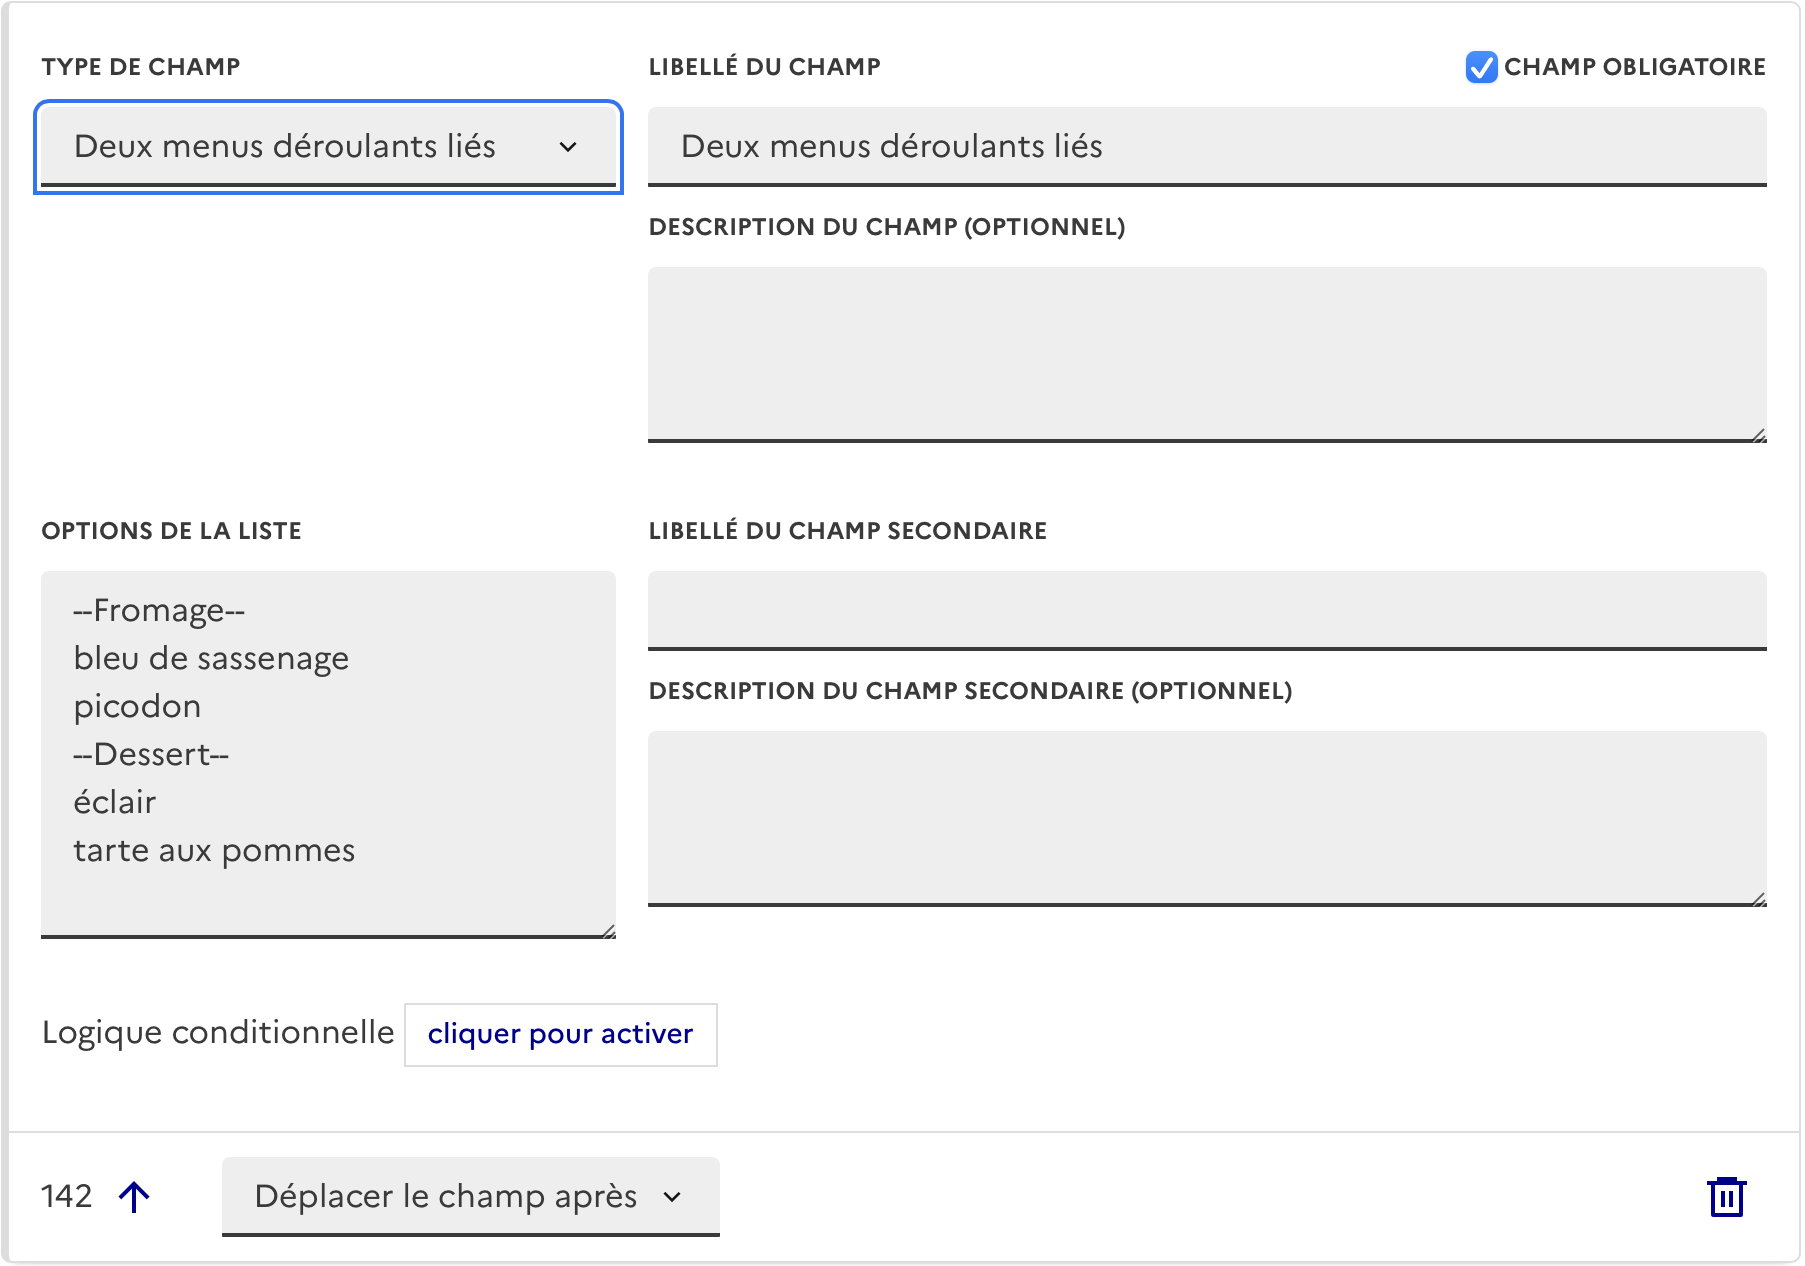 TYPE DE CHAMP
Deux menus déroulants liés
LIBELLÉ DU CHAMP
CHAMP OBLIGATOIRE
Deux menus déroulants liés
DESCRIPTION DU CHAMP (OPTIONNEL)
OPTIONS DE LA LISTE
--Fromage--
bleu de sassenage
picodon
--Dessert--
éclair
tarte aux pommes
LIBELLÉ DU CHAMP SECONDAIRE
DESCRIPTION DU CHAMP SECONDAIRE (OPTIONNEL)
Logique conditionnelle
cliquer pour activer
142
Déplacer le champ après